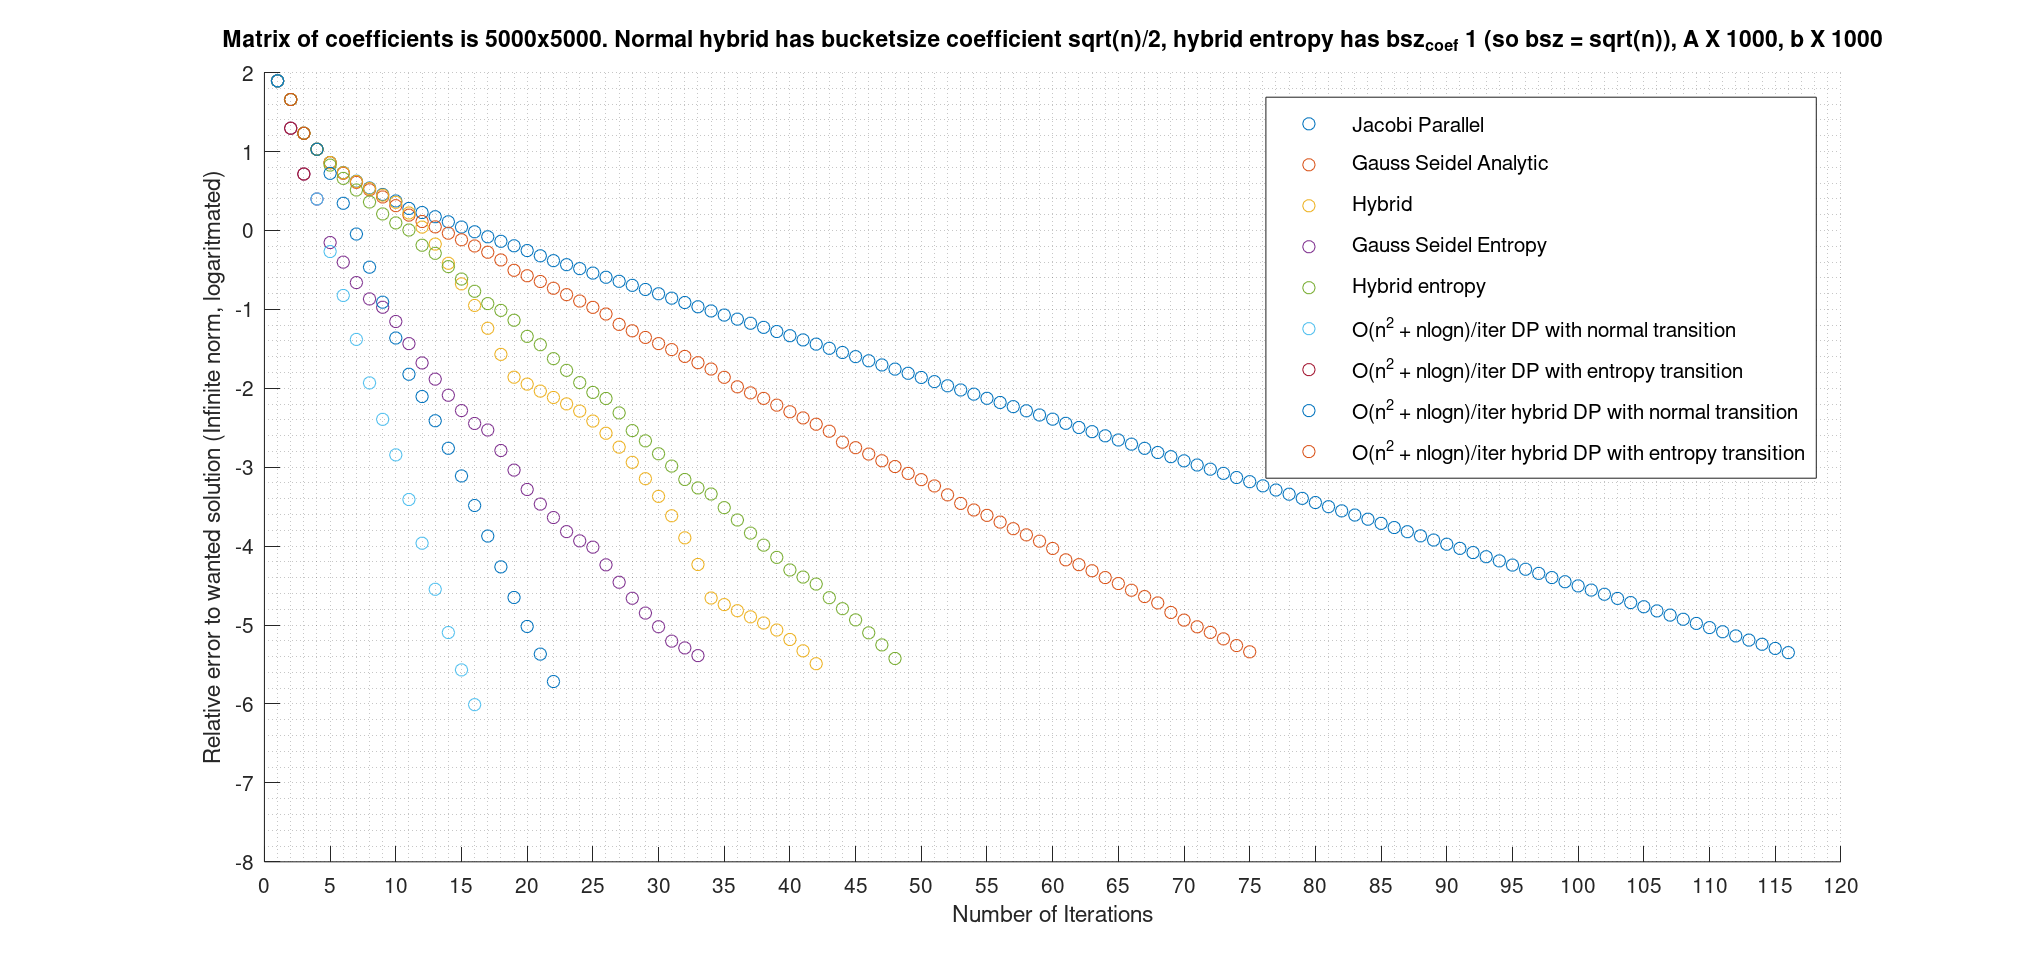 Matrix of coefficients is 5000x5000. Normal hybrid has bucketsize coefficient sqrt(n)/2, hybrid entropy has bsz_coef 1 (so bsz = sqrt(n)), A X 1000, b X 1000
Relative error to wanted solution (Infinite norm, logaritmated)
2
1
0
-1
-2
-3
-4
-5
-6
-7
-8
Jacobi Parallel
Gauss Seidel Analytic
Hybrid
Gauss Seidel Entropy
Hybrid entropy
O(n² + nlogn)/iter DP with normal transition
O(n² + nlogn)/iter DP with entropy transition
O(n² + nlogn)/iter hybrid DP with normal transition
O(n² + nlogn)/iter hybrid DP with entropy transition
0 5 10 15 20 25 30 35 40 45 50 55 60 65 70 75 80 85 90 95 100 105 110 115 120
Number of Iterations